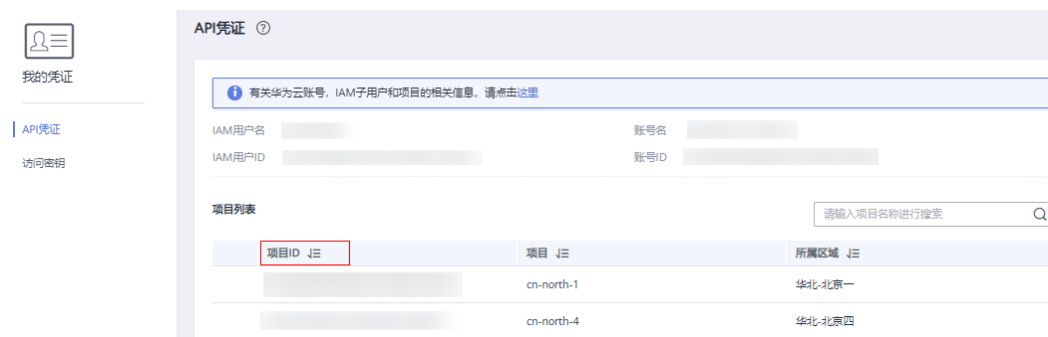 API凭证
我的凭证
API凭证
访问密钥
有关华为云账号，IAM子用户和项目的相关信息，请点击这里
IAM用户名 账号名
IAM用户ID 账号ID
项目列表
请输入项目名称进行搜索
项目ID 项目 所属区域
cn-north-1 华北-北京一
cn-north-4 华北-北京四